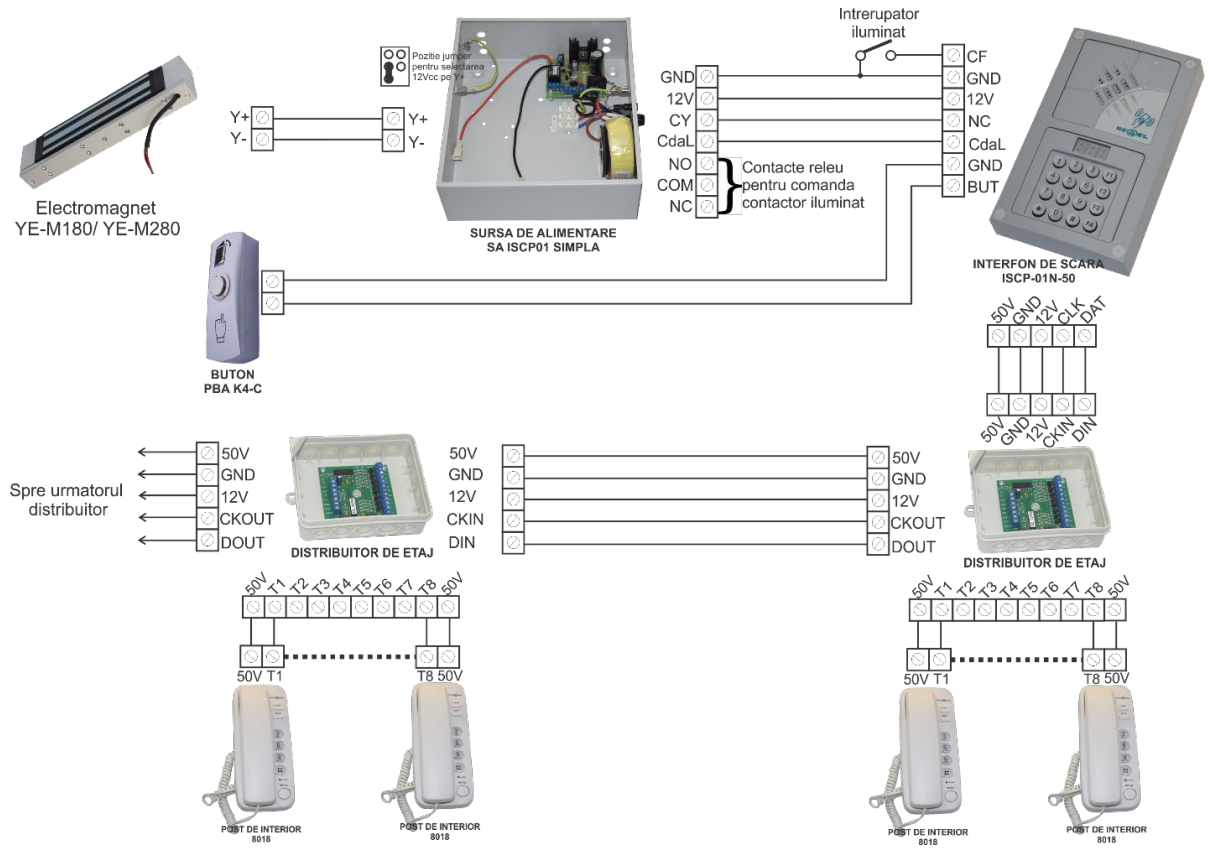 Intrerupator
iluminat
Pozitie jumper
pentru selectarea
12Vcc pe Y+
Y+
Y-
Y+
Y-
GND
12V
CY
CdaL
NO
COM
NC
Contacte releu
pentru comanda
contactor iluminat
CF
GND
12V
NC
CdaL
GND
BUT
Electromagnet
YE-M180/ YE-M280
SURSA DE ALIMENTARE
SA ISCP01 SIMPLA
INTERFON DE SCARA
ISCP-01N-50
BUTON
PBA K4-C
50V GND 12V CLK DAT
50V GND 12V CKIN DIN
Spre urmatorul
distribuitor
50V
GND
12V
CKOUT
DOUT
DISTRIBUITOR DE ETAJ
50V
GND
12V
CKIN
DIN
50V
GND
12V
CKOUT
DOUT
DISTRIBUITOR DE ETAJ
50V T1 T2 T3 T4 T5 T6 T7 T8 50V
50V T1 T8 50V
POST DE INTERIOR
8018
POST DE INTERIOR
8018
50V T1 T2 T3 T4 T5 T6 T7 T8 50V
50V T1 T8 50V
POST DE INTERIOR
8018
POST DE INTERIOR
8018